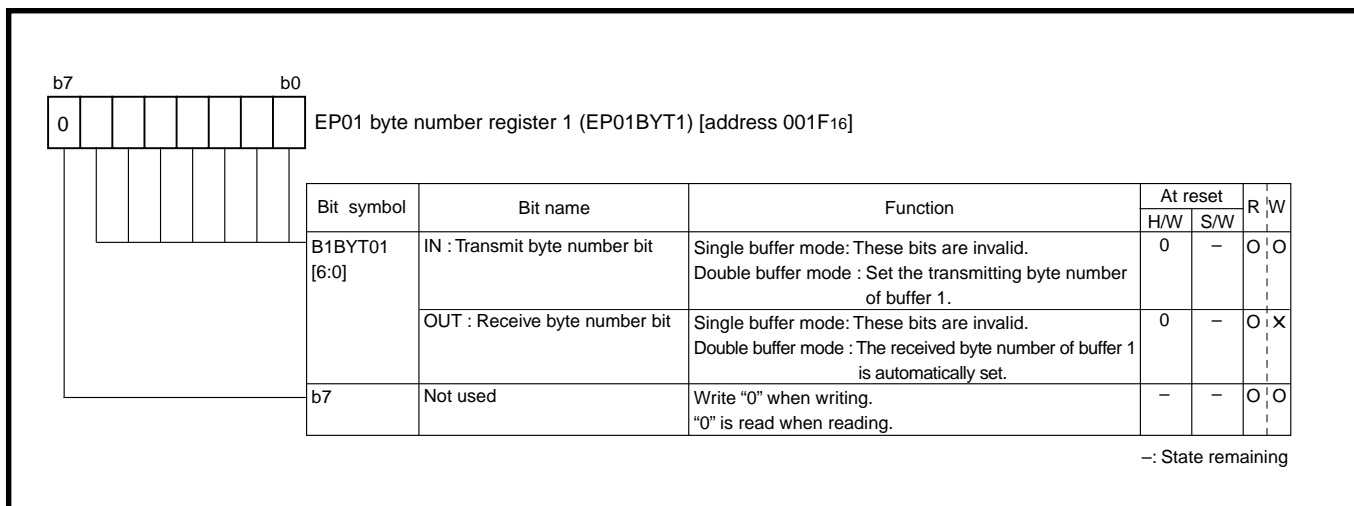 b7 b0
0 EP01 byte number register 1 (EP01BYT1) [address 001F16]
Bit symbol Bit name Function At reset R W
H/W S/W
B1BYT01 IN : Transmit byte number bit Single buffer mode: These bits are invalid. 0 – O O
[6:0] Double buffer mode : Set the transmitting byte number
of buffer 1.
OUT : Receive byte number bit Single buffer mode: These bits are invalid. 0 – O ×
Double buffer mode : The received byte number of buffer 1
is automatically set.
b7 Not used Write “0” when writing. – – O O
“0” is read when reading.
–: State remaining